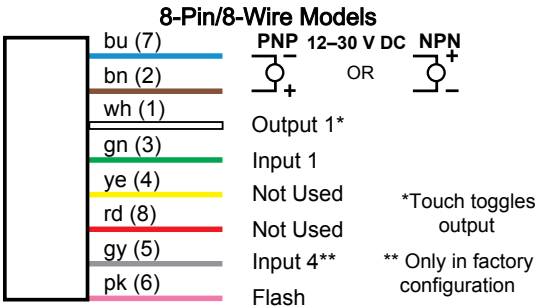 8-Pin/8-Wire Models
bu (7)
PNP 12–30 V DC NPN
– +
bn (2)
OR
+ –
wh (1)
Output 1*
gn (3)
Input 1
ye (4)
Not Used
*Touch toggles
output
rd (8)
Not Used
gy (5)
Input 4**
** Only in factory
configuration
pk (6)
Flash